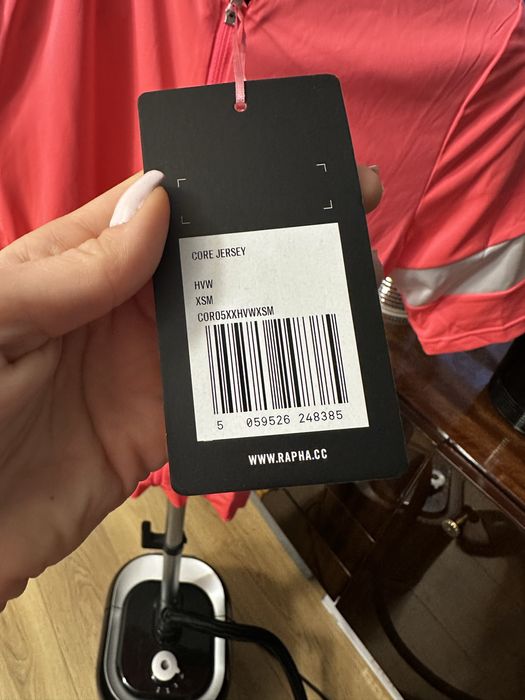 CORE JERSEY
HVW
XSM
COR05XXHVWXSM
5 059526 248385
WWW.RAPHA.CC